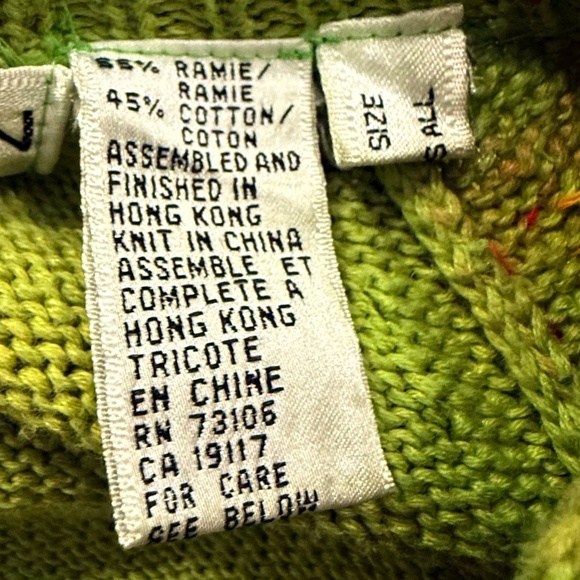 55% RAMIE/
RAMIE
45% COTTON/
COTON
ASSEMBLED AND
FINISHED IN
HONG KONG
KNIT IN CHINA
ASSEMBLE ET
COMPLETE A
HONG KONG
TRICOTE
EN CHINE
RN 73106
CA 19117
FOR CARE
SEE BELOW
SIZE
S ALL